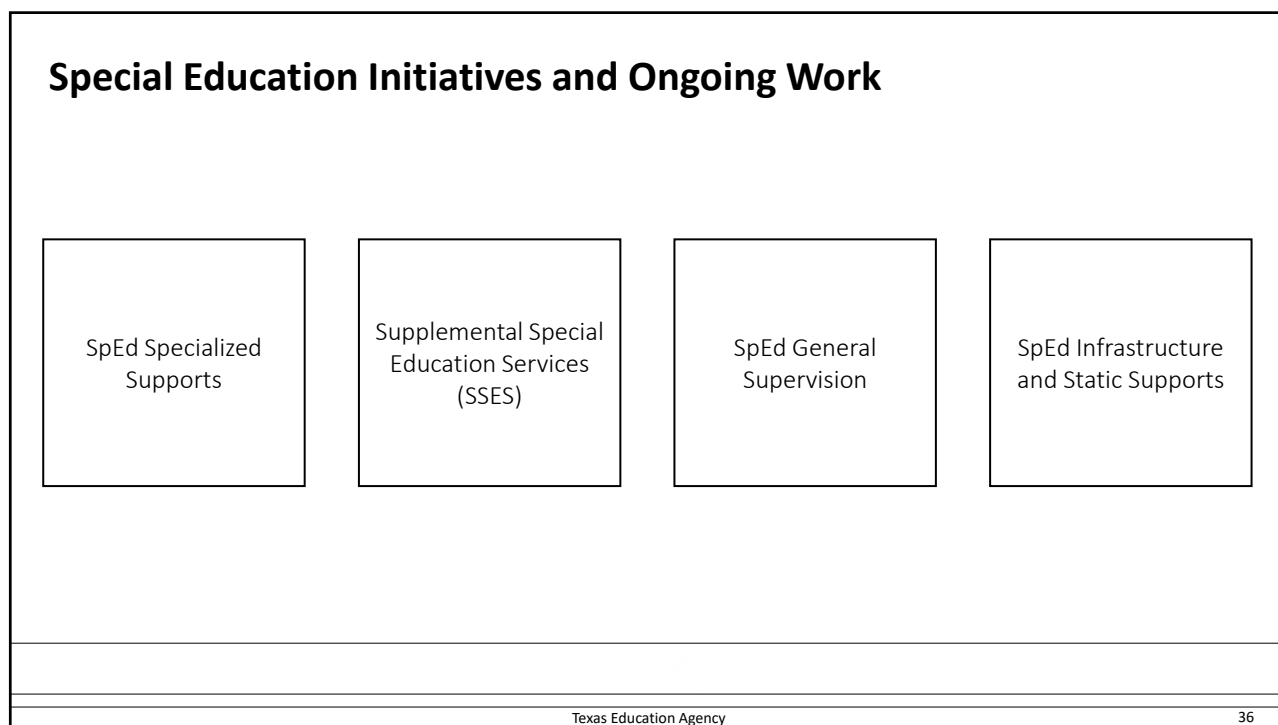 Special Education Initiatives and Ongoing Work
SpEd Specialized
Supports
Supplemental Special
Education Services
(SSES)
SpEd General
Supervision
SpEd Infrastructure
and Static Supports
Texas Education Agency
36